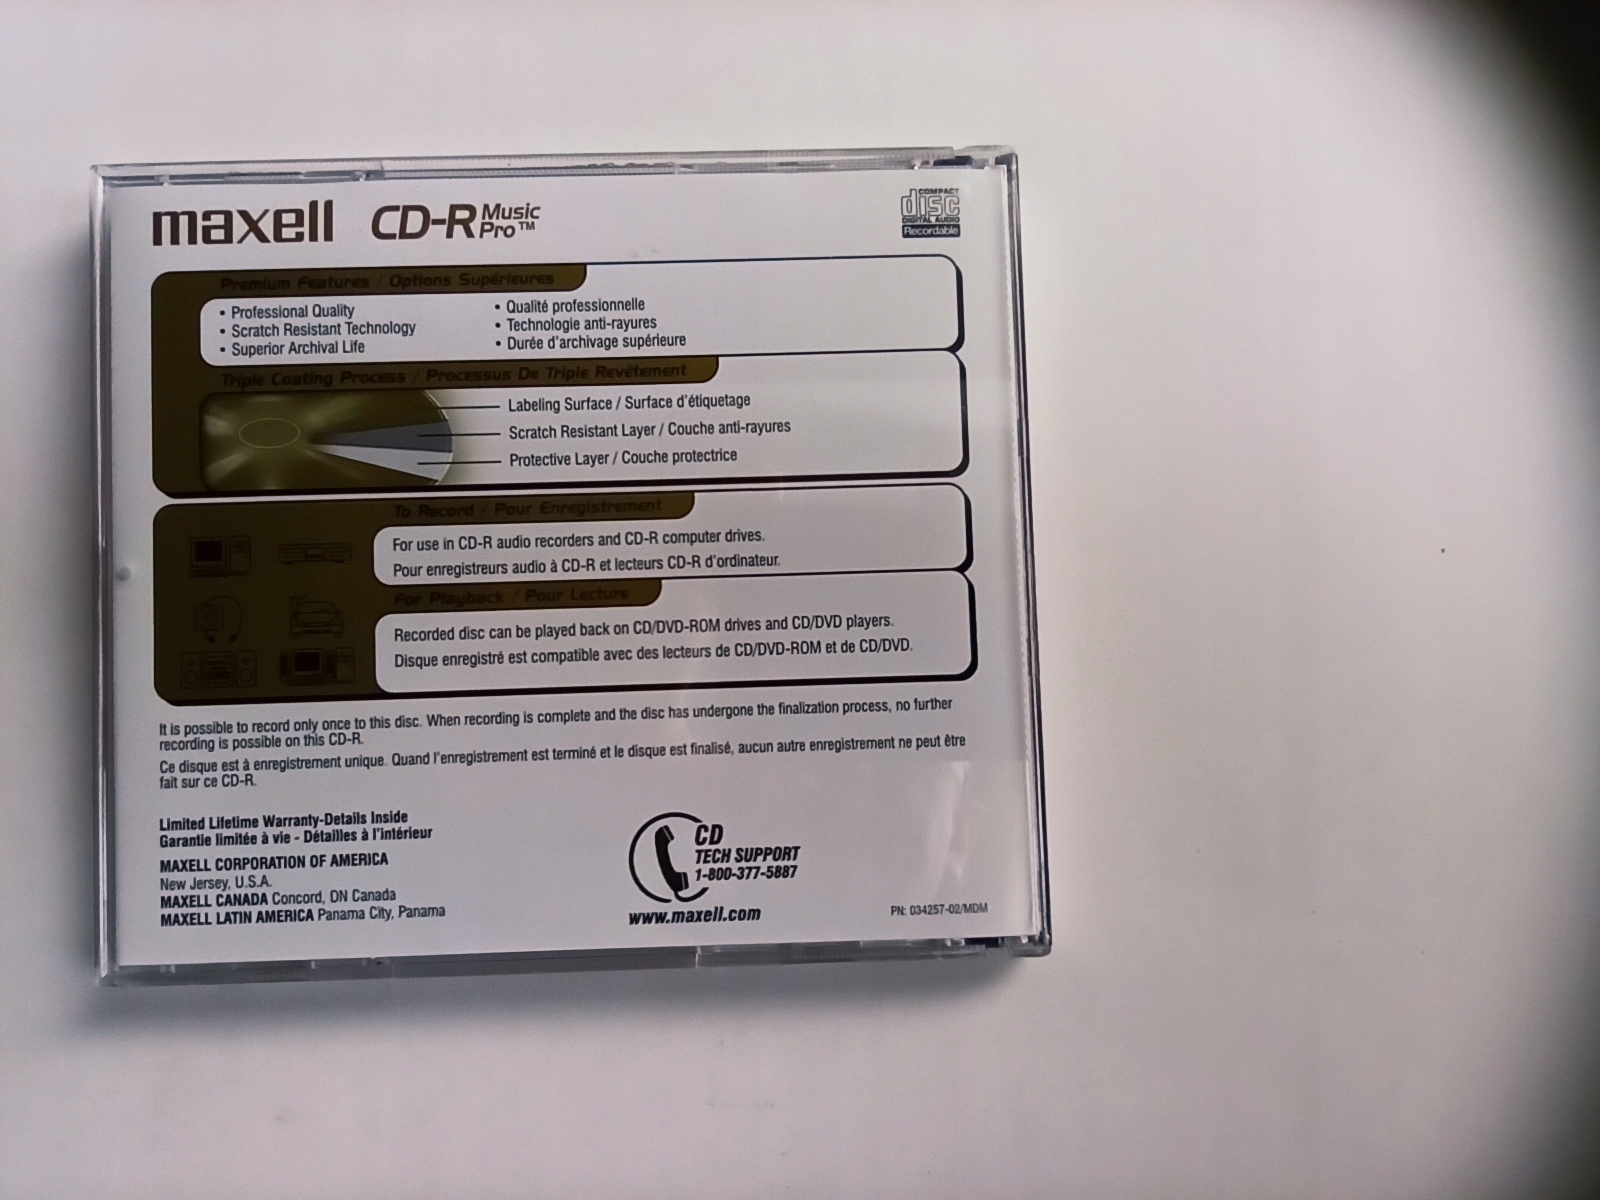 maxell CD-R Music Pro™
COMPACT
disc
DIGITAL AUDIO
Recordable
Premium Features / Options Supérieures
• Professional Quality
• Scratch Resistant Technology
• Superior Archival Life
• Qualité professionnelle
• Technologie anti-rayures
• Durée d'archivage supérieure
Triple Coating Process / Processus De Triple Revêtement
Labeling Surface / Surface d'étiquetage
Scratch Resistant Layer / Couche anti-rayures
Protective Layer / Couche protectrice
To Record / Pour Enregistrement
For use in CD-R audio recorders and CD-R computer drives.
Pour enregistreurs audio à CD-R et lecteurs CD-R d'ordinateur.
For Playback / Pour Lecture
Recorded disc can be played back on CD/DVD-ROM drives and CD/DVD players.
Disque enregistré est compatible avec des lecteurs de CD/DVD-ROM et de CD/DVD.
It is possible to record only once to this disc. When recording is complete and the disc has undergone the finalization process, no further
recording is possible on this CD-R.
Ce disque est à enregistrement unique. Quand l'enregistrement est terminé et le disque est finalisé, aucun autre enregistrement ne peut être
fait sur ce CD-R.
Limited Lifetime Warranty-Details Inside
Garantie limitée à vie - Détailles à l'intérieur
MAXELL CORPORATION OF AMERICA
New Jersey, U.S.A.
MAXELL CANADA Concord, ON Canada
MAXELL LATIN AMERICA Panama City, Panama
CD
TECH SUPPORT
1-800-377-5887
www.maxell.com
PN: 034257-02/MDM